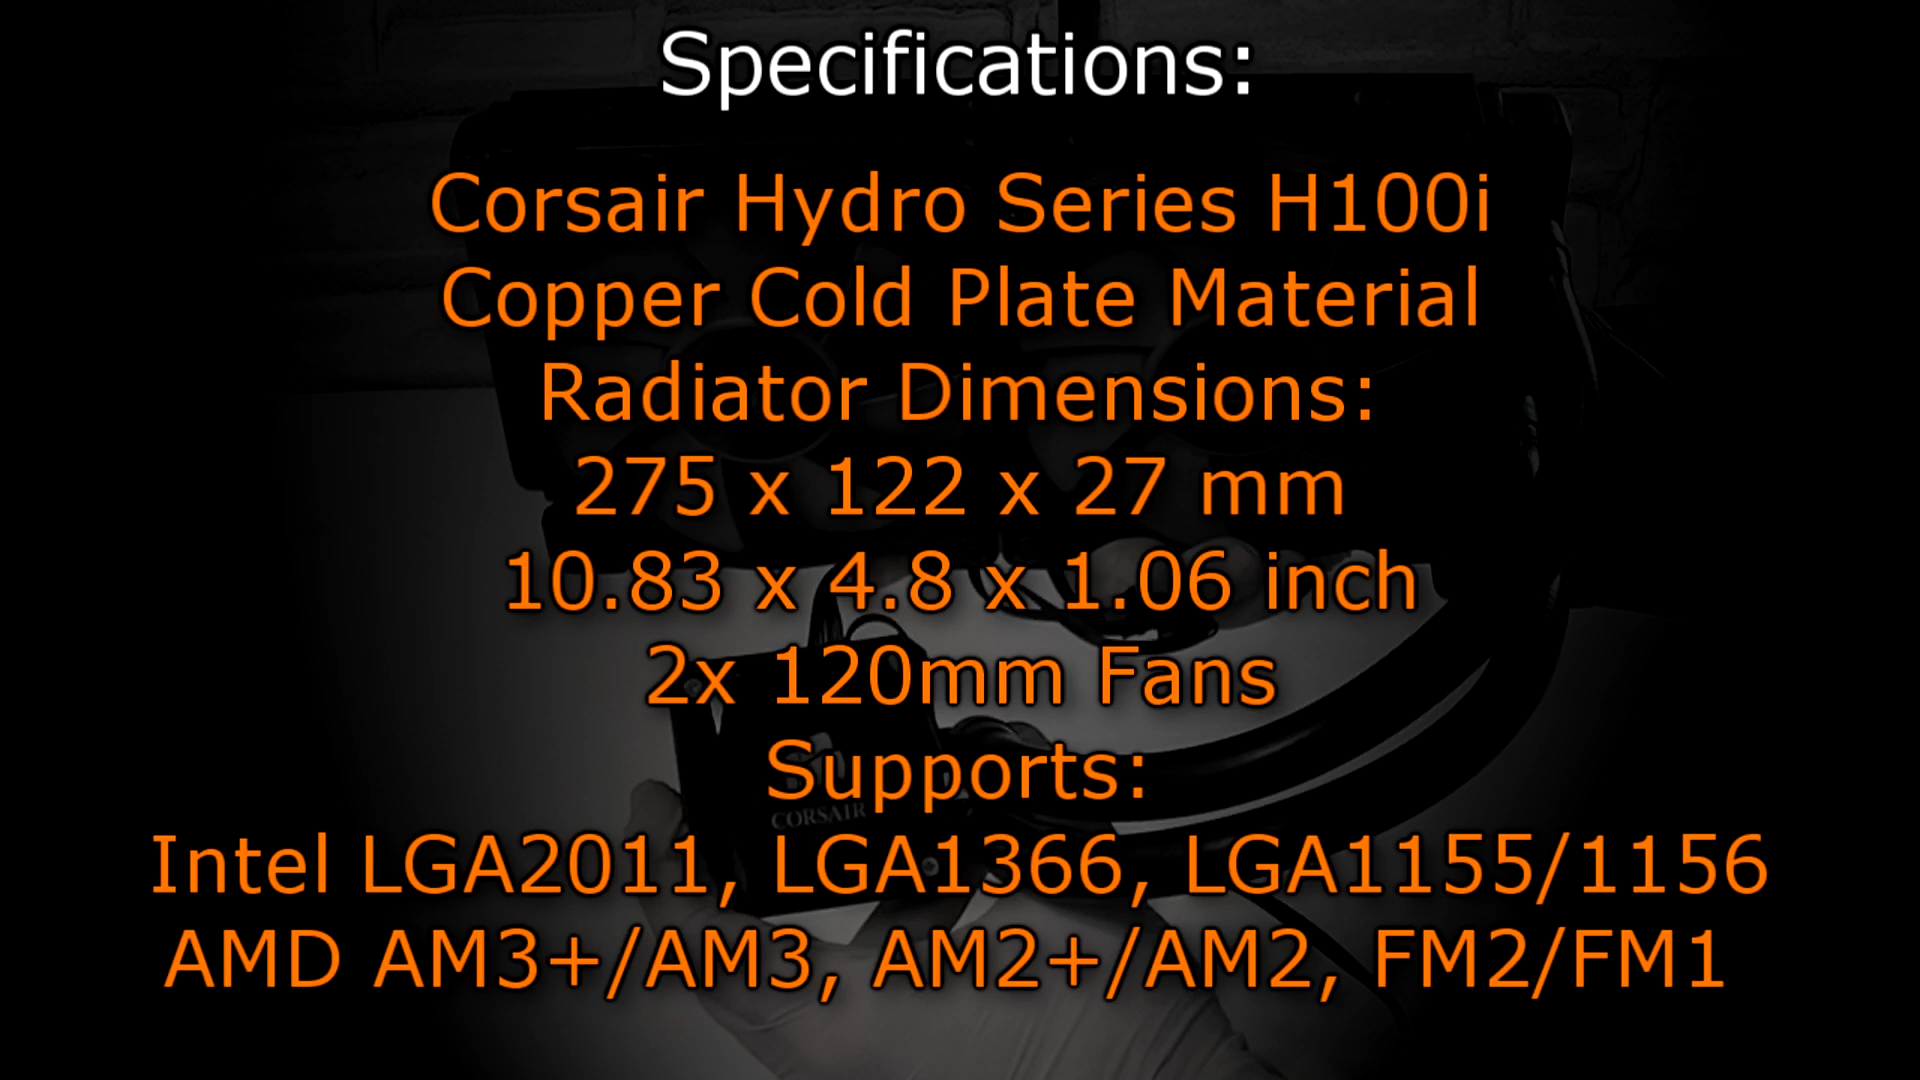 Specifications:
Corsair Hydro Series H100i
Copper Cold Plate Material
Radiator Dimensions:
275 x 122 x 27 mm
10.83 x 4.8 x 1.06 inch
2x 120mm Fans
Supports:
CORSAIR
Intel LGA2011, LGA1366, LGA1155/1156
AMD AM3+/AM3, AM2+/AM2, FM2/FM1